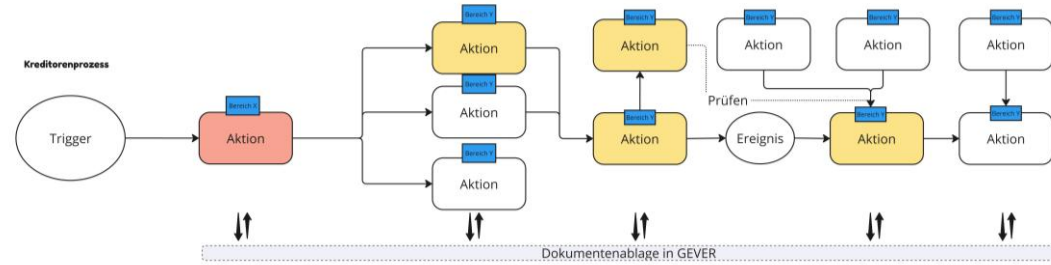 Bereich Y
Bereich Y
Bereich Y
Bereich Y
Bereich Y
Aktion
Aktion
Aktion
Aktion
Aktion
Kreditorenprozess
Bereich Y
Bereich X
Prüfen
Bereich Y
Bereich Y
Bereich Y
Aktion
Trigger
Aktion
Aktion
Ereignis
Aktion
Aktion
Bereich Y
Aktion
Dokumentenablage in GEVER